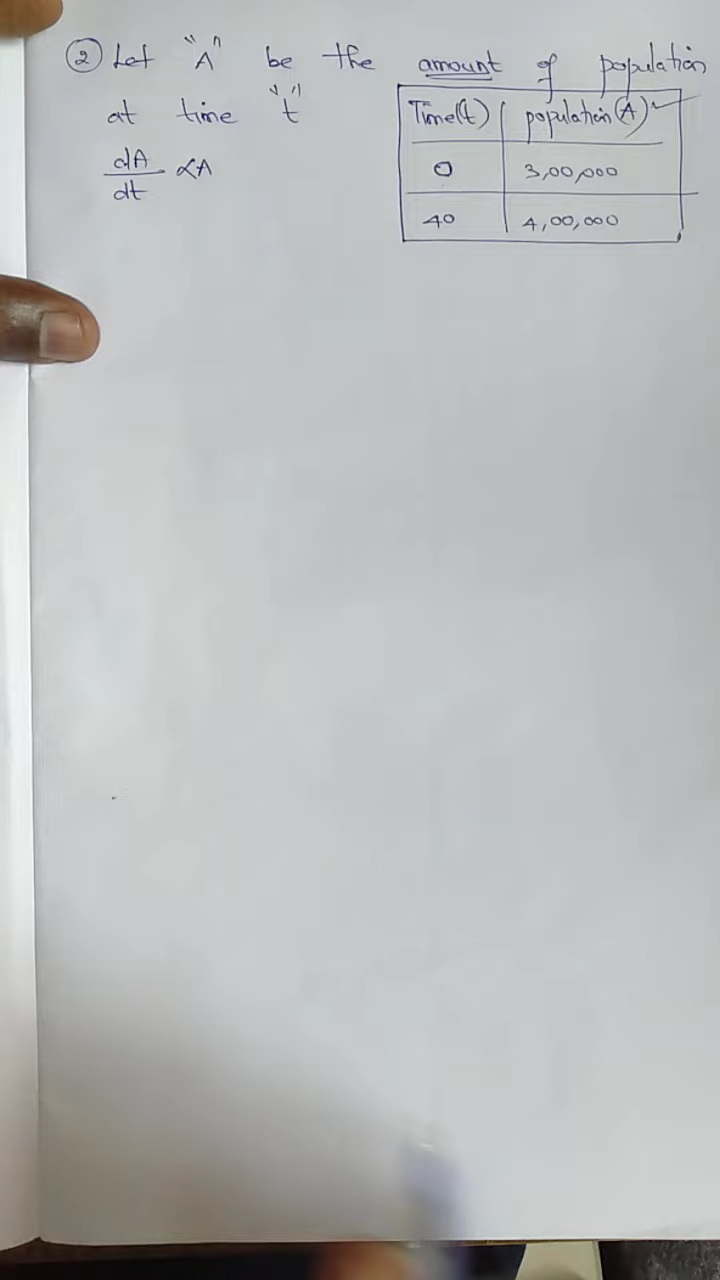 ② Let "A" be the amount of population
at time "t"
dA/dt ∝A
Time(t) population(A)
0 3,00,000
40 4,00,000